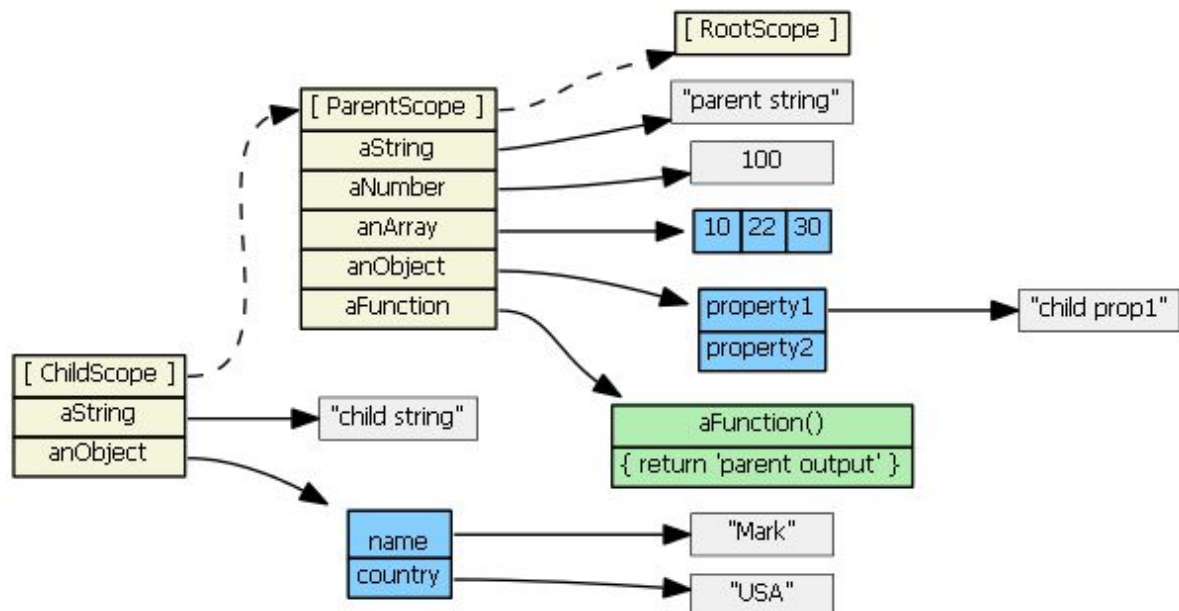 [ RootScope ]
[ ParentScope ]
aString
aNumber
anArray
anObject
aFunction
"parent string"
100
10 22 30
property1
property2
"child prop1"
aFunction()
{ return 'parent output' }
[ ChildScope ]
aString
anObject
"child string"
name
country
"Mark"
"USA"